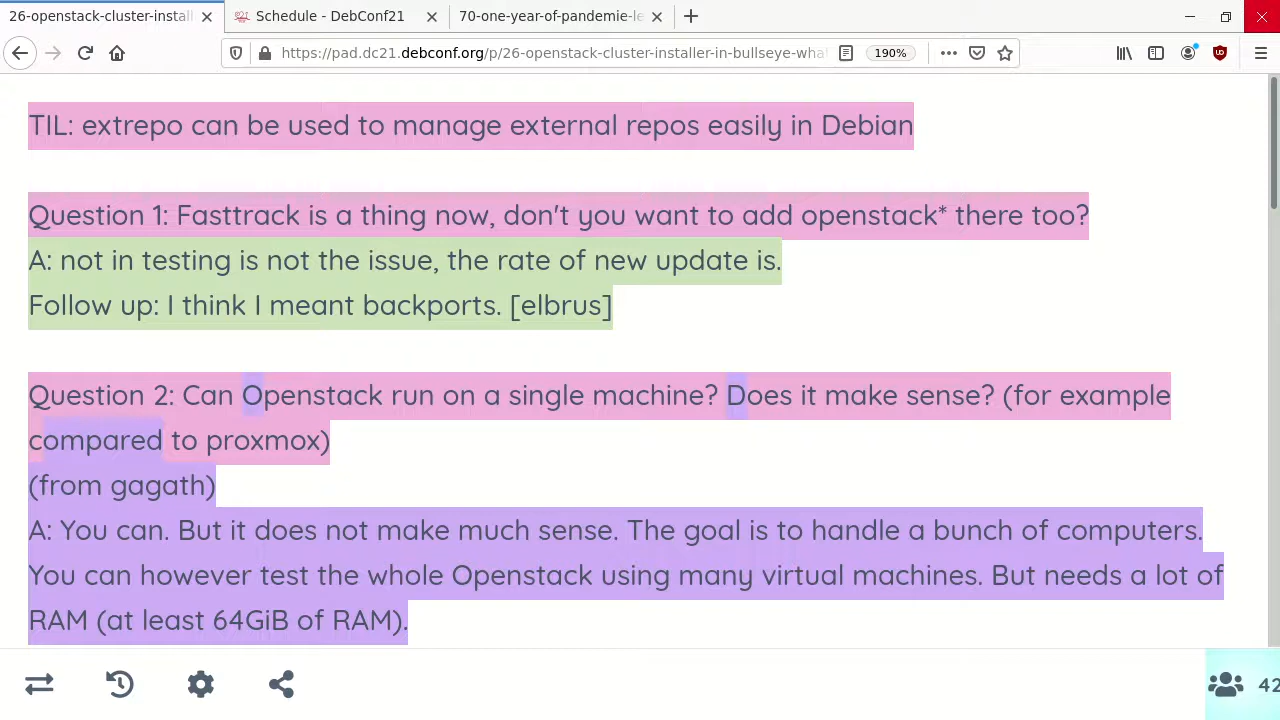 26-openstack-cluster-instal
Schedule - DebConf21
70-one-year-of-pandemie-le
https://pad.dc21.debconf.org/p/26-openstack-cluster-installer-in-bullseye-wha
190%
TIL: extrepo can be used to manage external repos easily in Debian
Question 1: Fasttrack is a thing now, don't you want to add openstack* there too?
A: not in testing is not the issue, the rate of new update is.
Follow up: I think I meant backports. [elbrus]
Question 2: Can Openstack run on a single machine? Does it make sense? (for example
compared to proxmox)
(from gagath)
A: You can. But it does not make much sense. The goal is to handle a bunch of computers.
You can however test the whole Openstack using many virtual machines. But needs a lot of
RAM (at least 64GiB of RAM).
42